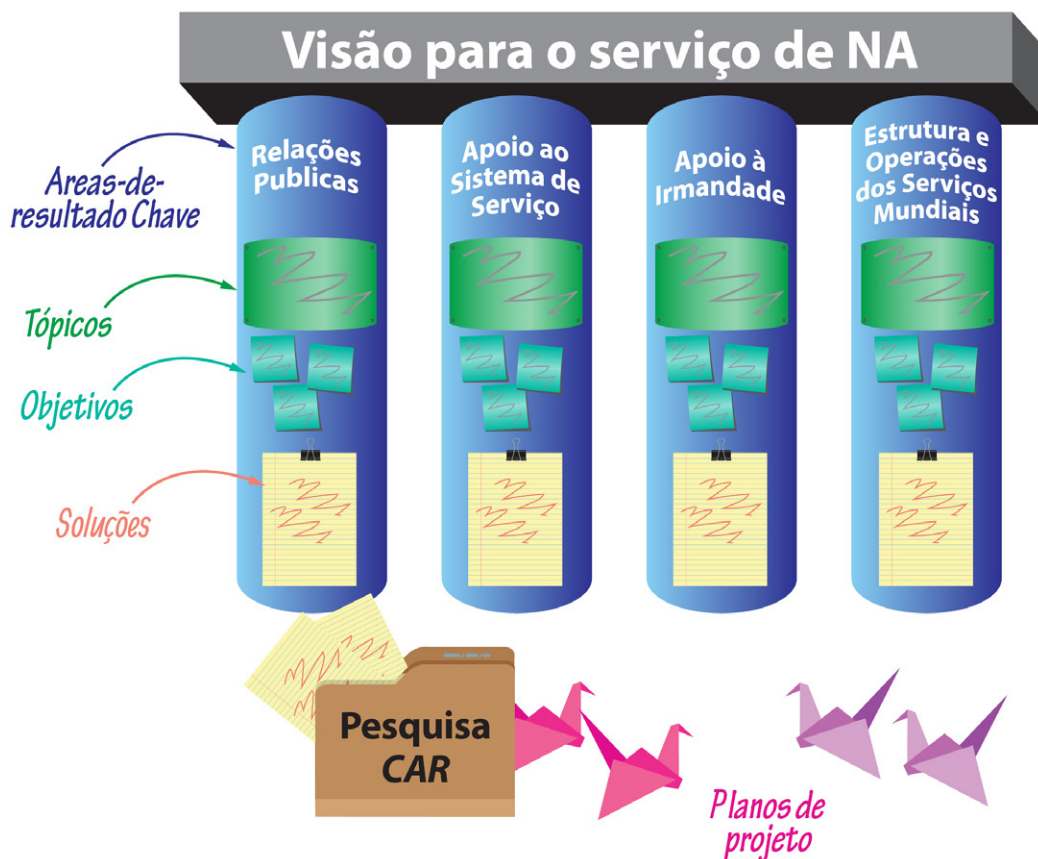 Visão para o serviço de NA
Relações
Publicas
Apoio ao
Sistema de
Serviço
Apoio à
Irmandade
Estrutura e
Operações
dos Serviços
Mundiais
Areas-de-
resultado Chave
Tópicos
Objetivos
Soluções
Pesquisa
CAR
Planos de
projeto